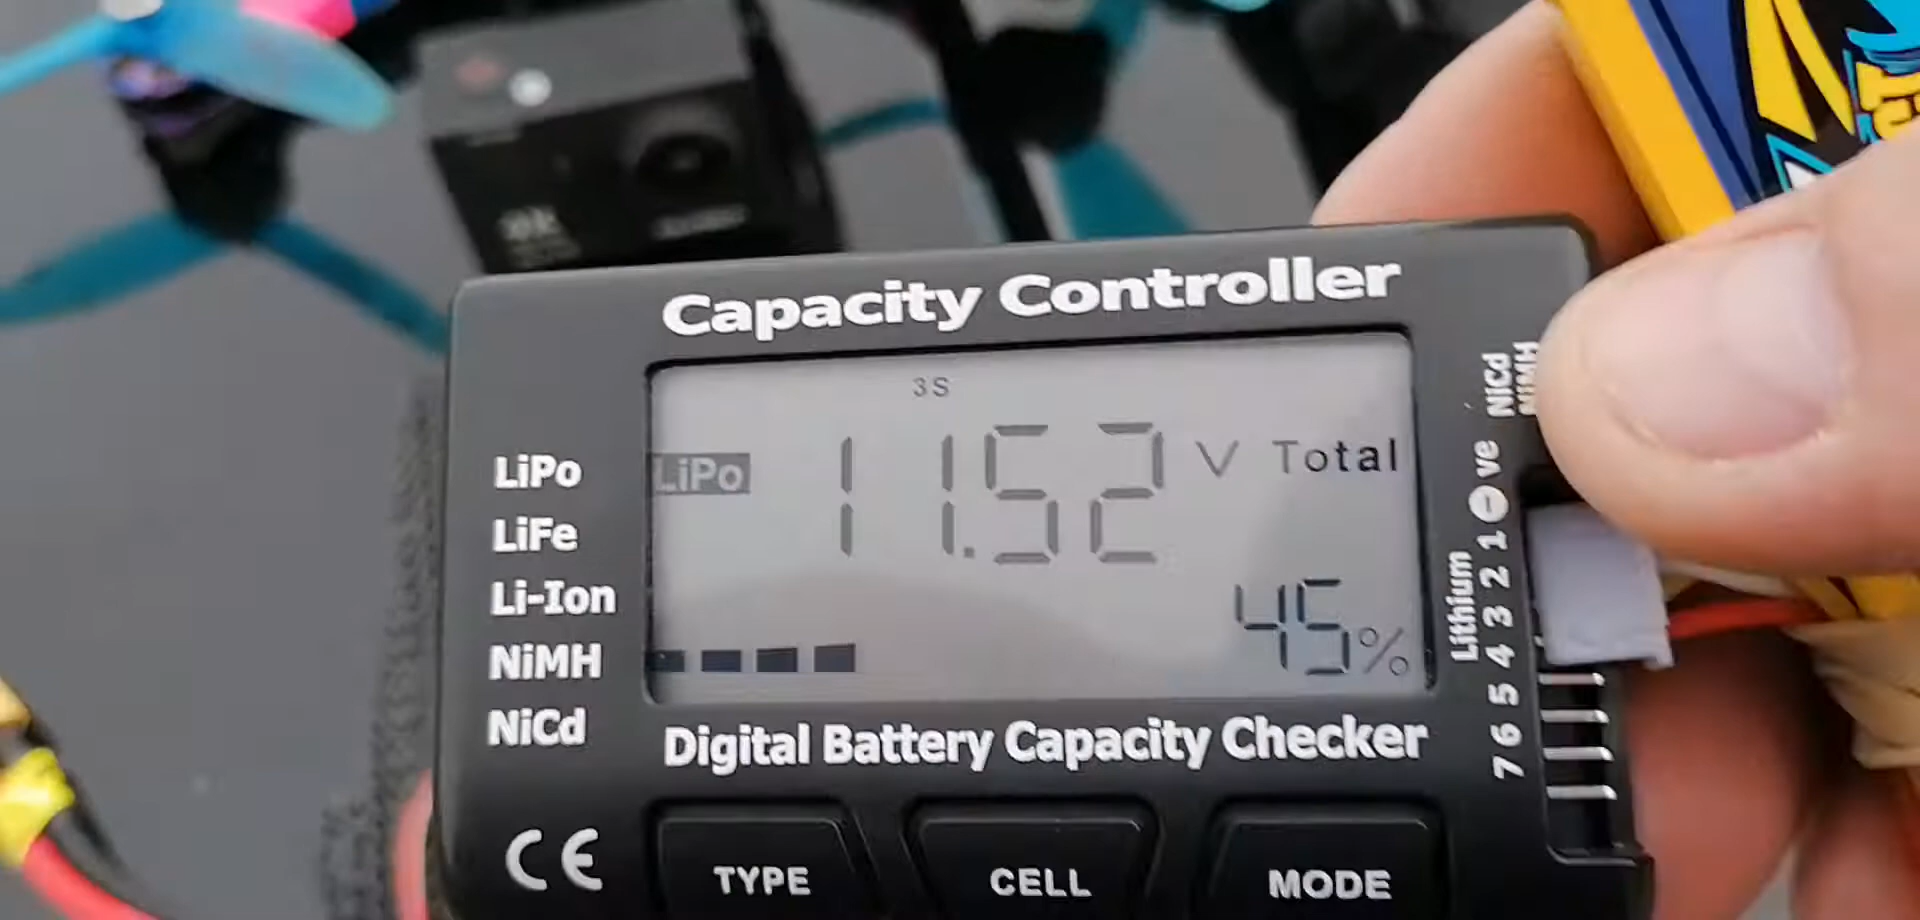 Capacity Controller
3S
LiPo 11.52 V Total
45%
LiPo
LiFe
Li-Ion
NiMH
NiCd
Digital Battery Capacity Checker
CE
TYPE CELL MODE
NiCd
NiMH
7 6 5 4 3 2 1 - ve
Lithium